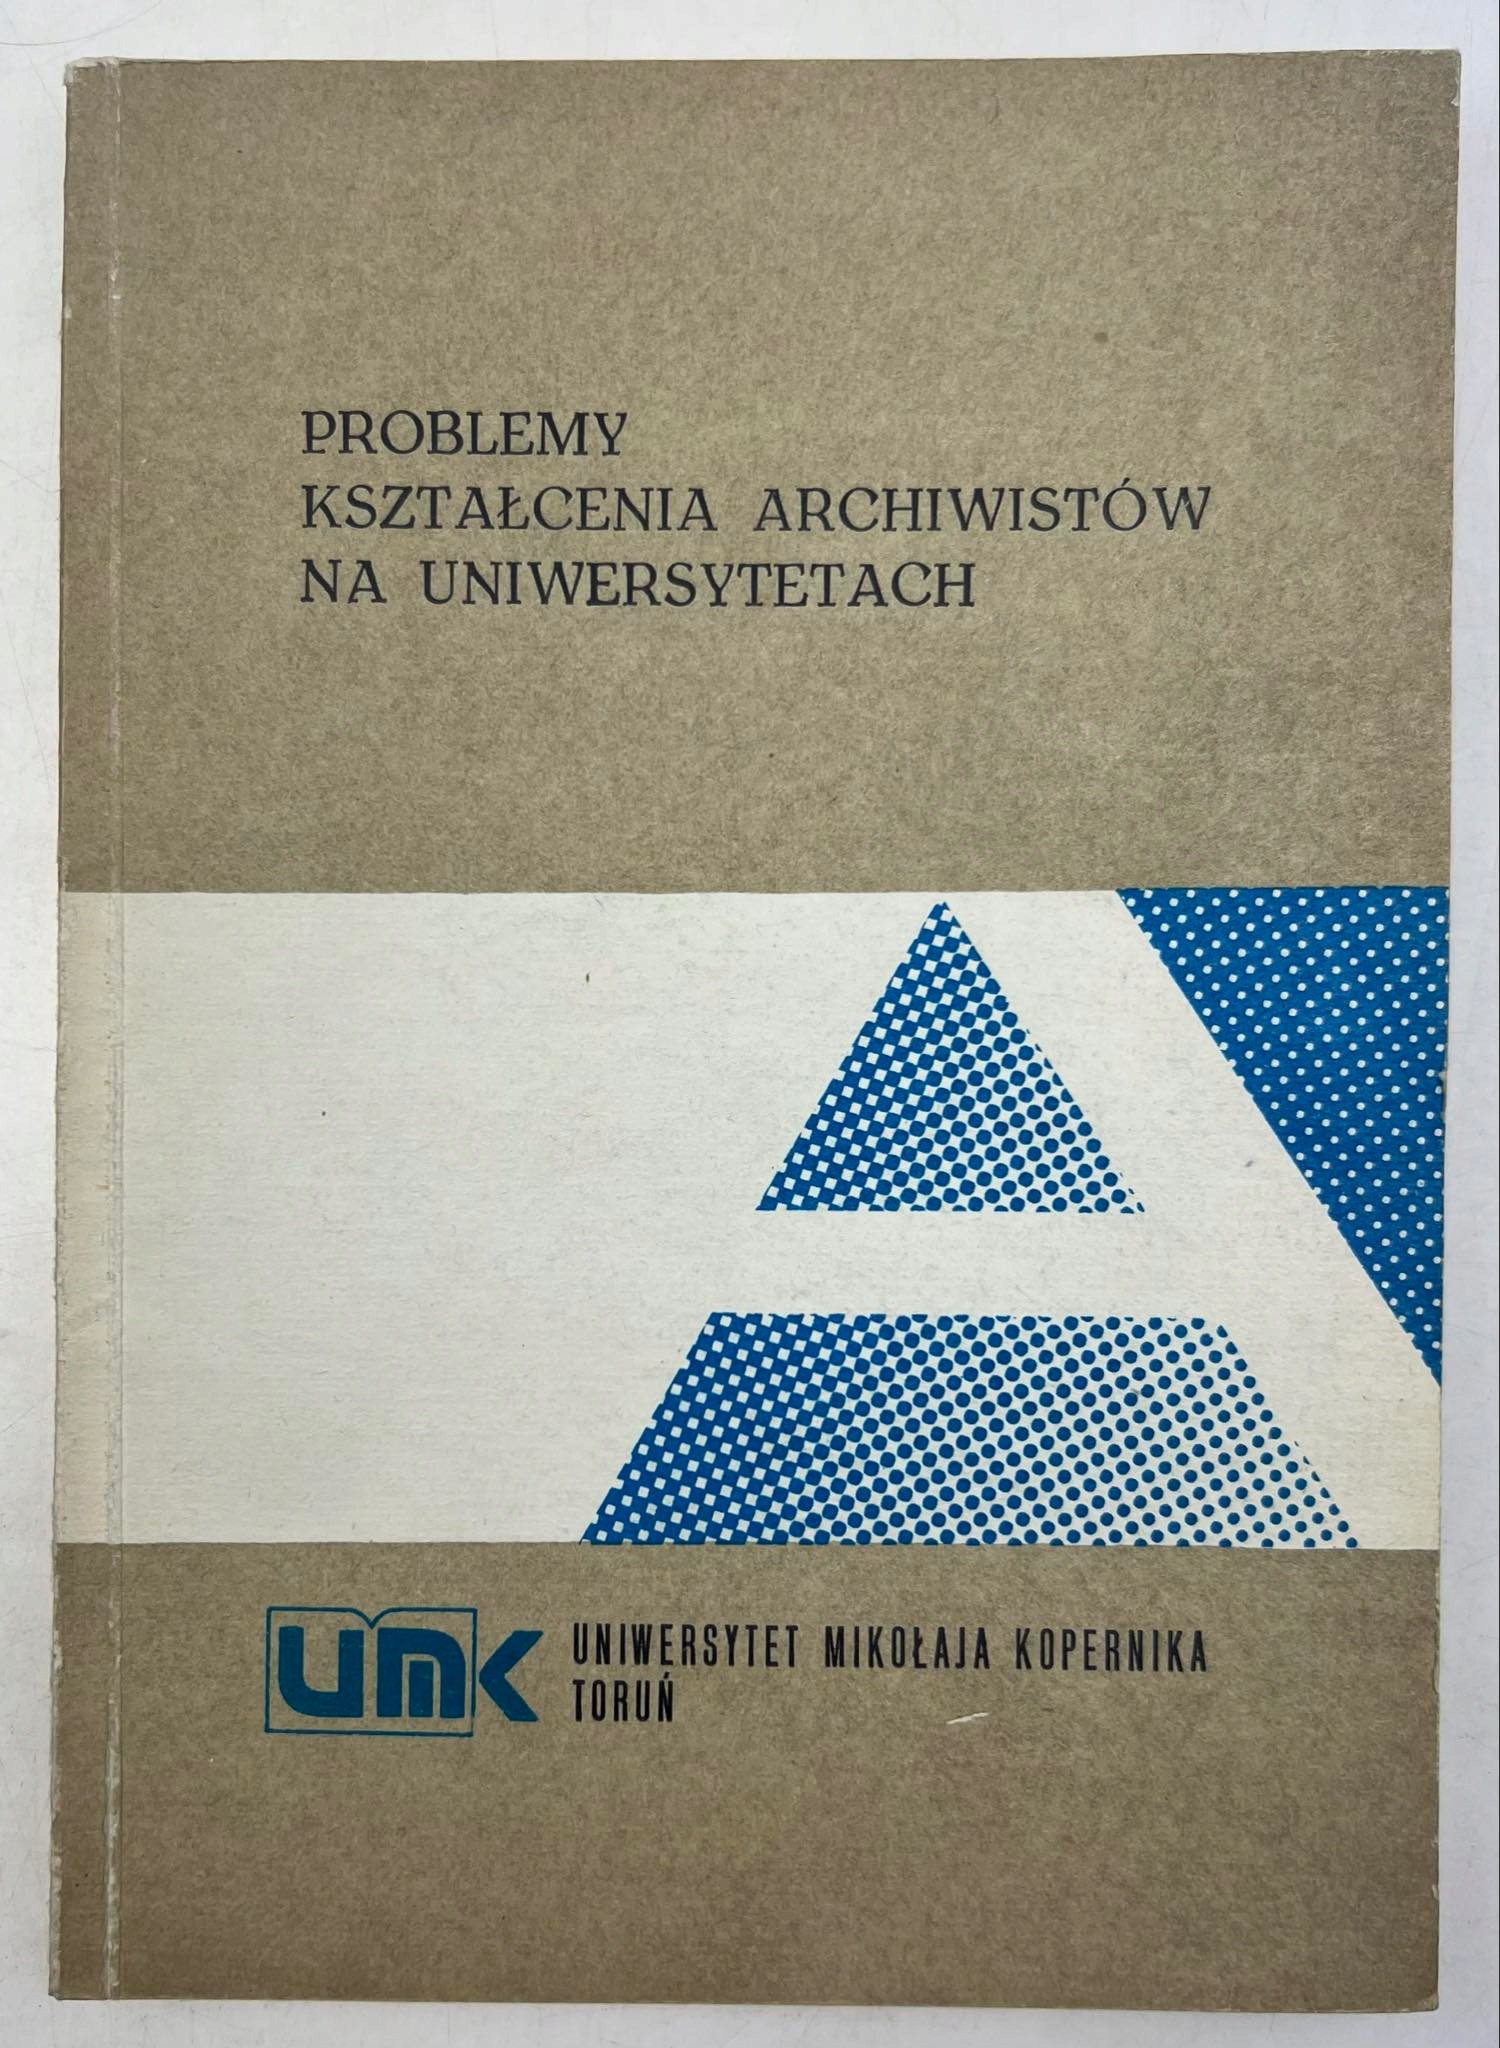 PROBLEMY
KSZTAŁCENIA ARCHIWISTÓW
NA UNIWERSYTETACH
A
umk
UNIWERSYTET MIKOŁAJA KOPERNIKA
TORUŃ